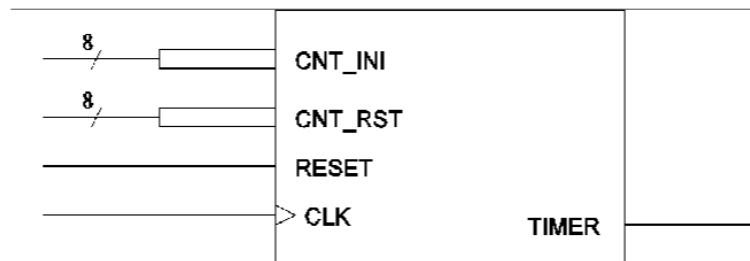 8
CNT_INI
8
CNT_RST
RESET
CLK
TIMER